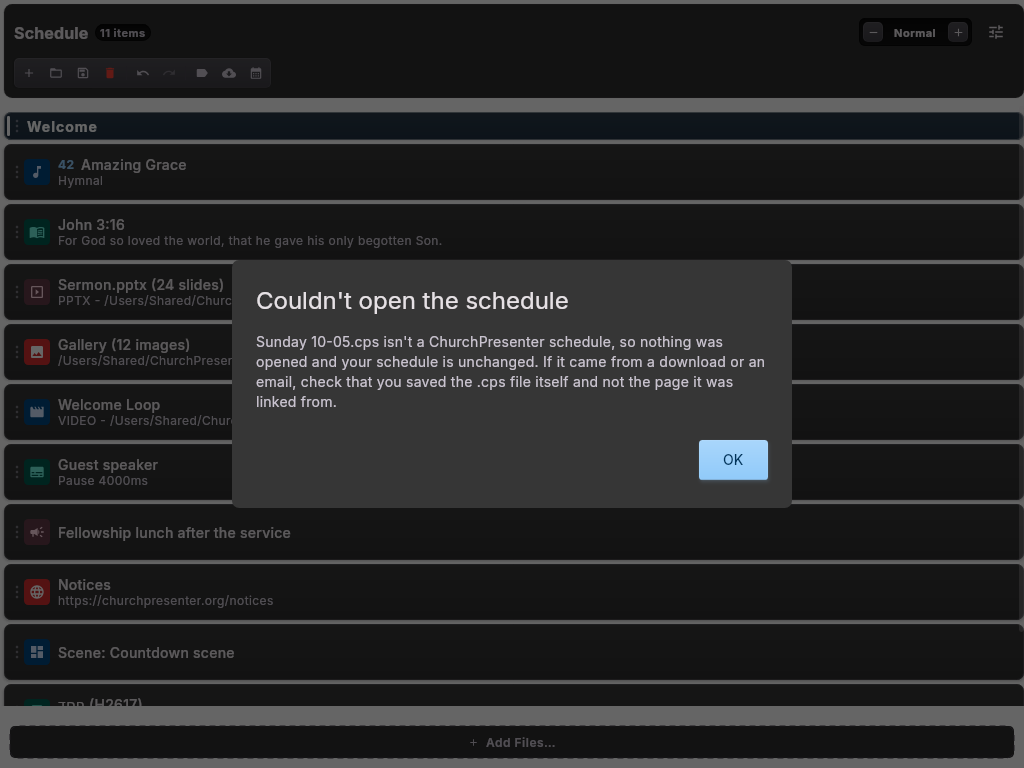 Schedule 11 items
Normal
Welcome
42 Amazing Grace
Hymnal
John 3:16
For God so loved the world, that he gave his only begotten Son.
Sermon.pptx (24 slides)
PPTX - /Users/Shared/Churc
Gallery (12 images)
/Users/Shared/ChurchPresen
Welcome Loop
VIDEO - /Users/Shared/Chur
Guest speaker
Pause 4000ms
Fellowship lunch after the service
Notices
https://churchpresenter.org/notices
Scene: Countdown scene
(H2617)
+ Add Files...
Couldn't open the schedule
Sunday 10-05.cps isn't a ChurchPresenter schedule, so nothing was
opened and your schedule is unchanged. If it came from a download or an
email, check that you saved the .cps file itself and not the page it was
linked from.
OK